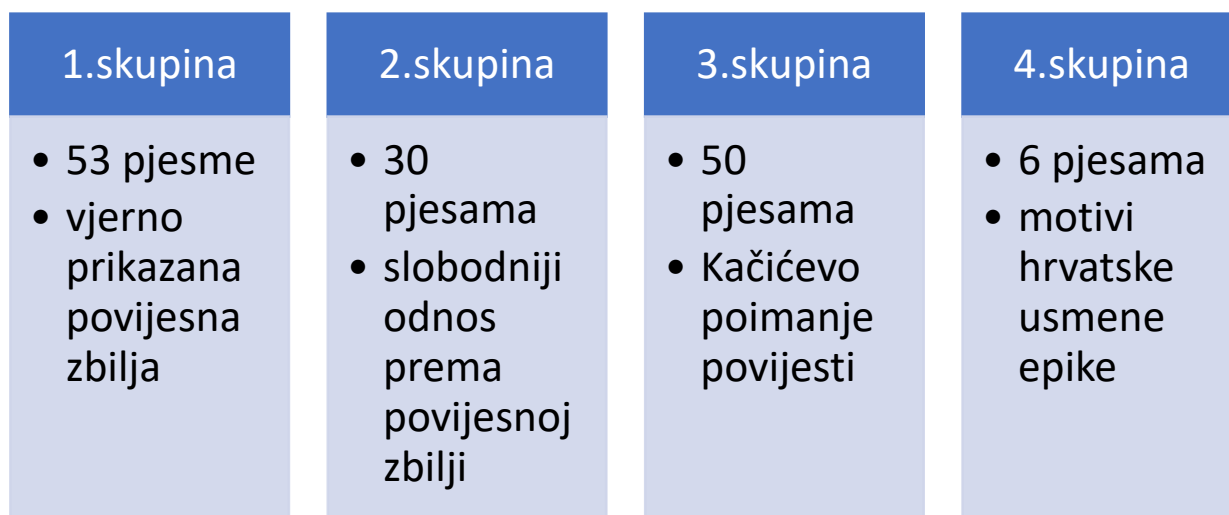 1.skupina
• 53 pjesme
• vjerno
prikazana
povijesna
zbilja
2.skupina
• 30
pjesama
• slobodniji
odnos
prema
povijesnoj
zbilji
3.skupina
• 50
pjesama
• Kačićevo
poimanje
povijesti
4.skupina
• 6 pjesama
• motivi
hrvatske
usmene
epike